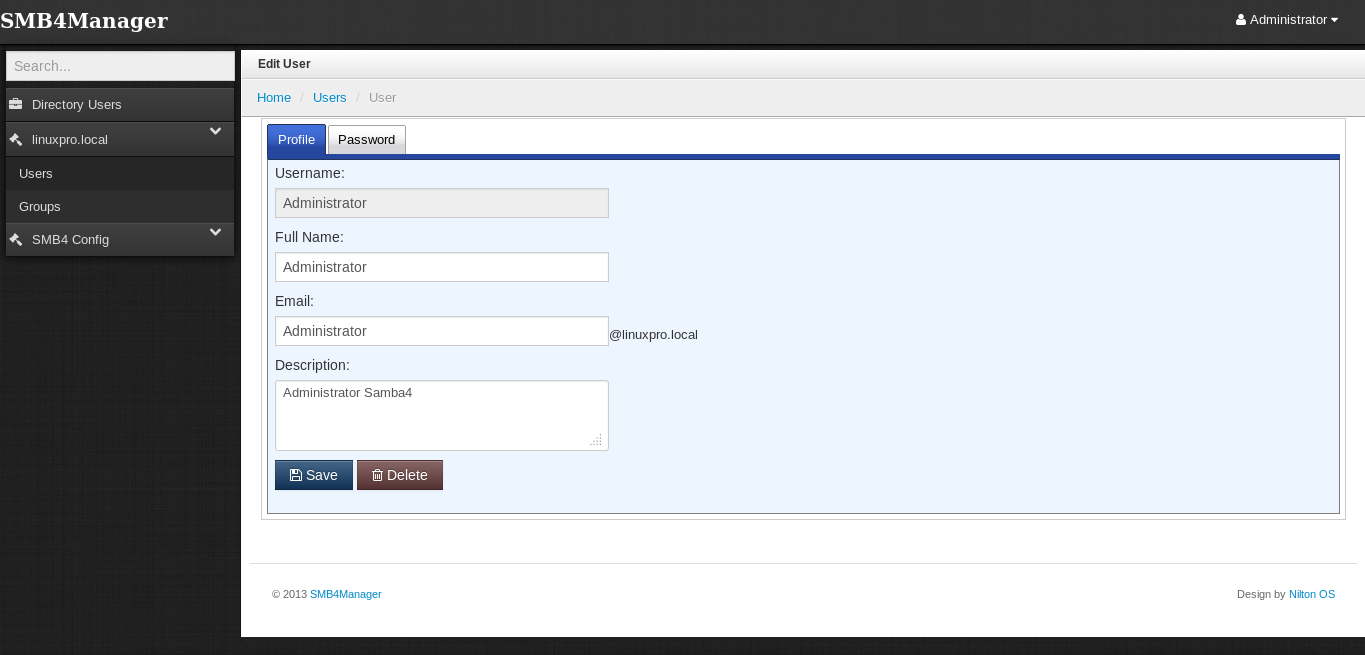 SMB4Manager
Administrator
Search...
Directory Users
linuxpro.local
Users
Groups
SMB4 Config
Edit User
Home / Users / User
Profile Password
Username:
Administrator
Full Name:
Administrator
Email:
Administrator @linuxpro.local
Description:
Administrator Samba4
Save Delete
© 2013 SMB4Manager
Design by Nilton OS